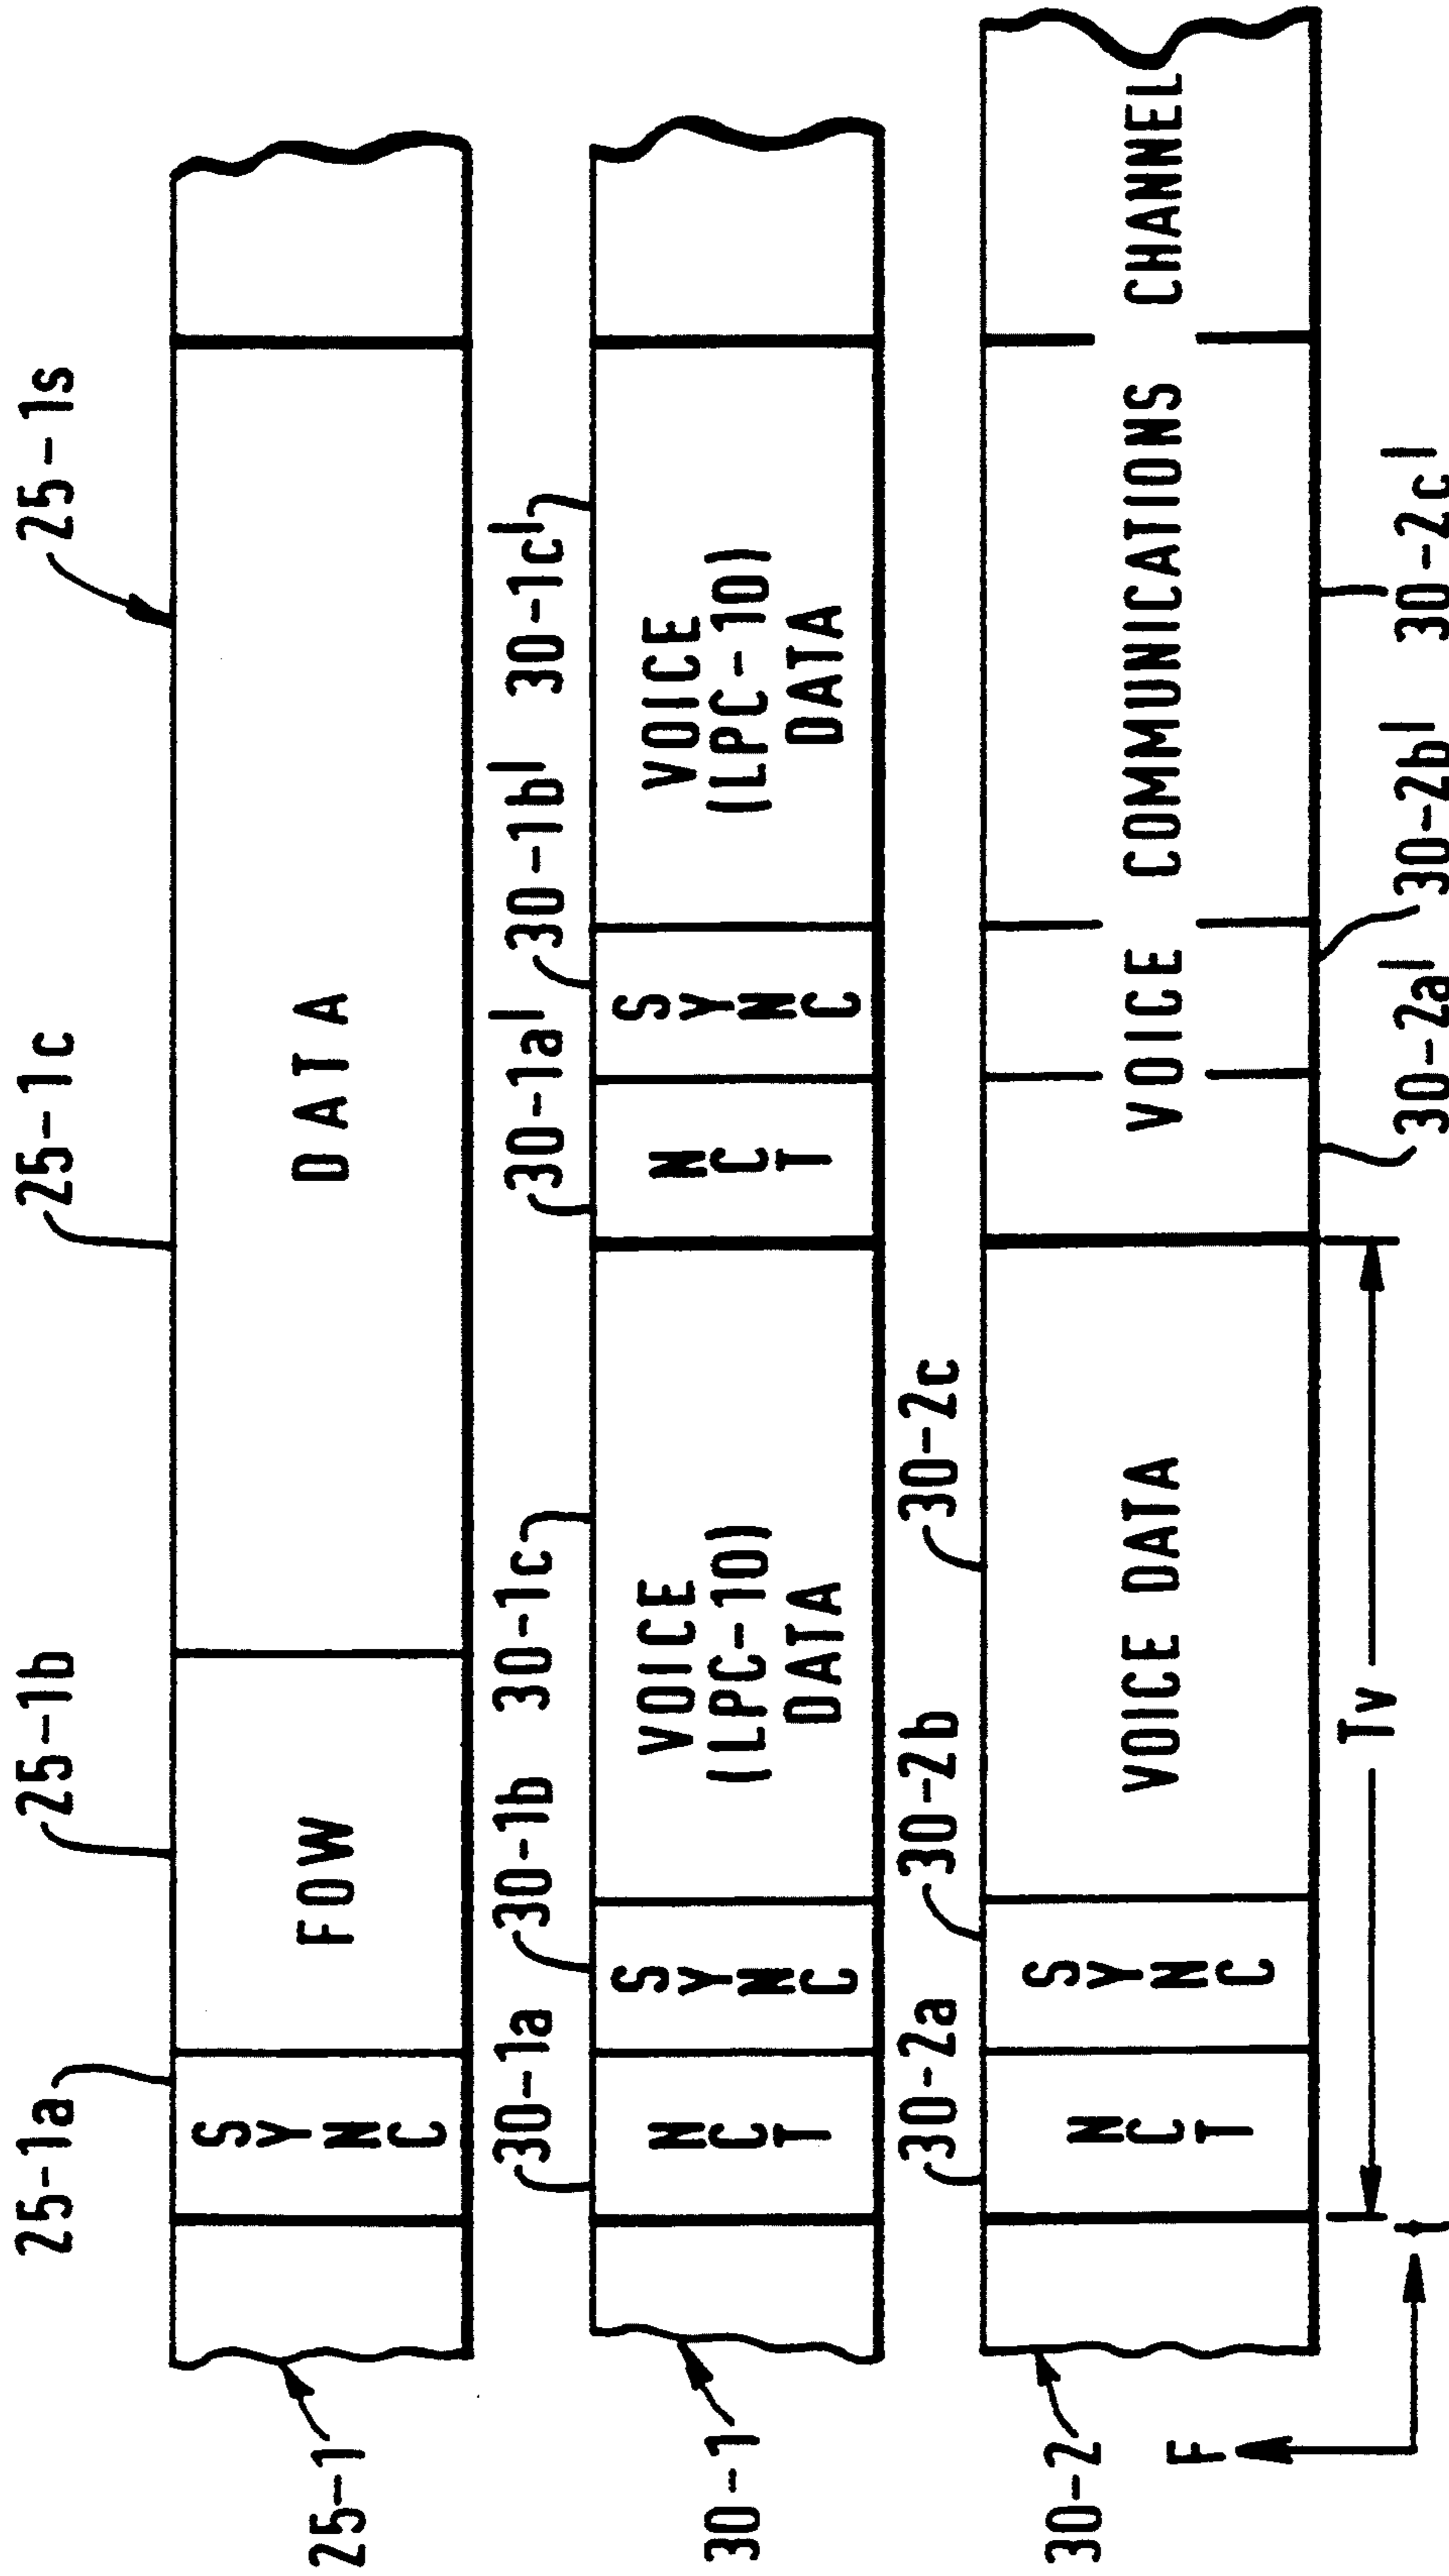 25-1a
25-1b
25-1c
25-1s
25-1
SYNC
FOW
DATA
30-1a
30-1b
30-1c
30-1a'
30-1b'
30-1c'
30-1
NCT
SYNC
VOICE
(LPC-10)
DATA
NCT
SYNC
VOICE
(LPC-10)
DATA
30-2a
30-2b
30-2c
30-2
NCT
SYNC
VOICE DATA
VOICE COMMUNICATIONS CHANNEL
30-2a'
30-2b'
30-2c'
Tv
F
t